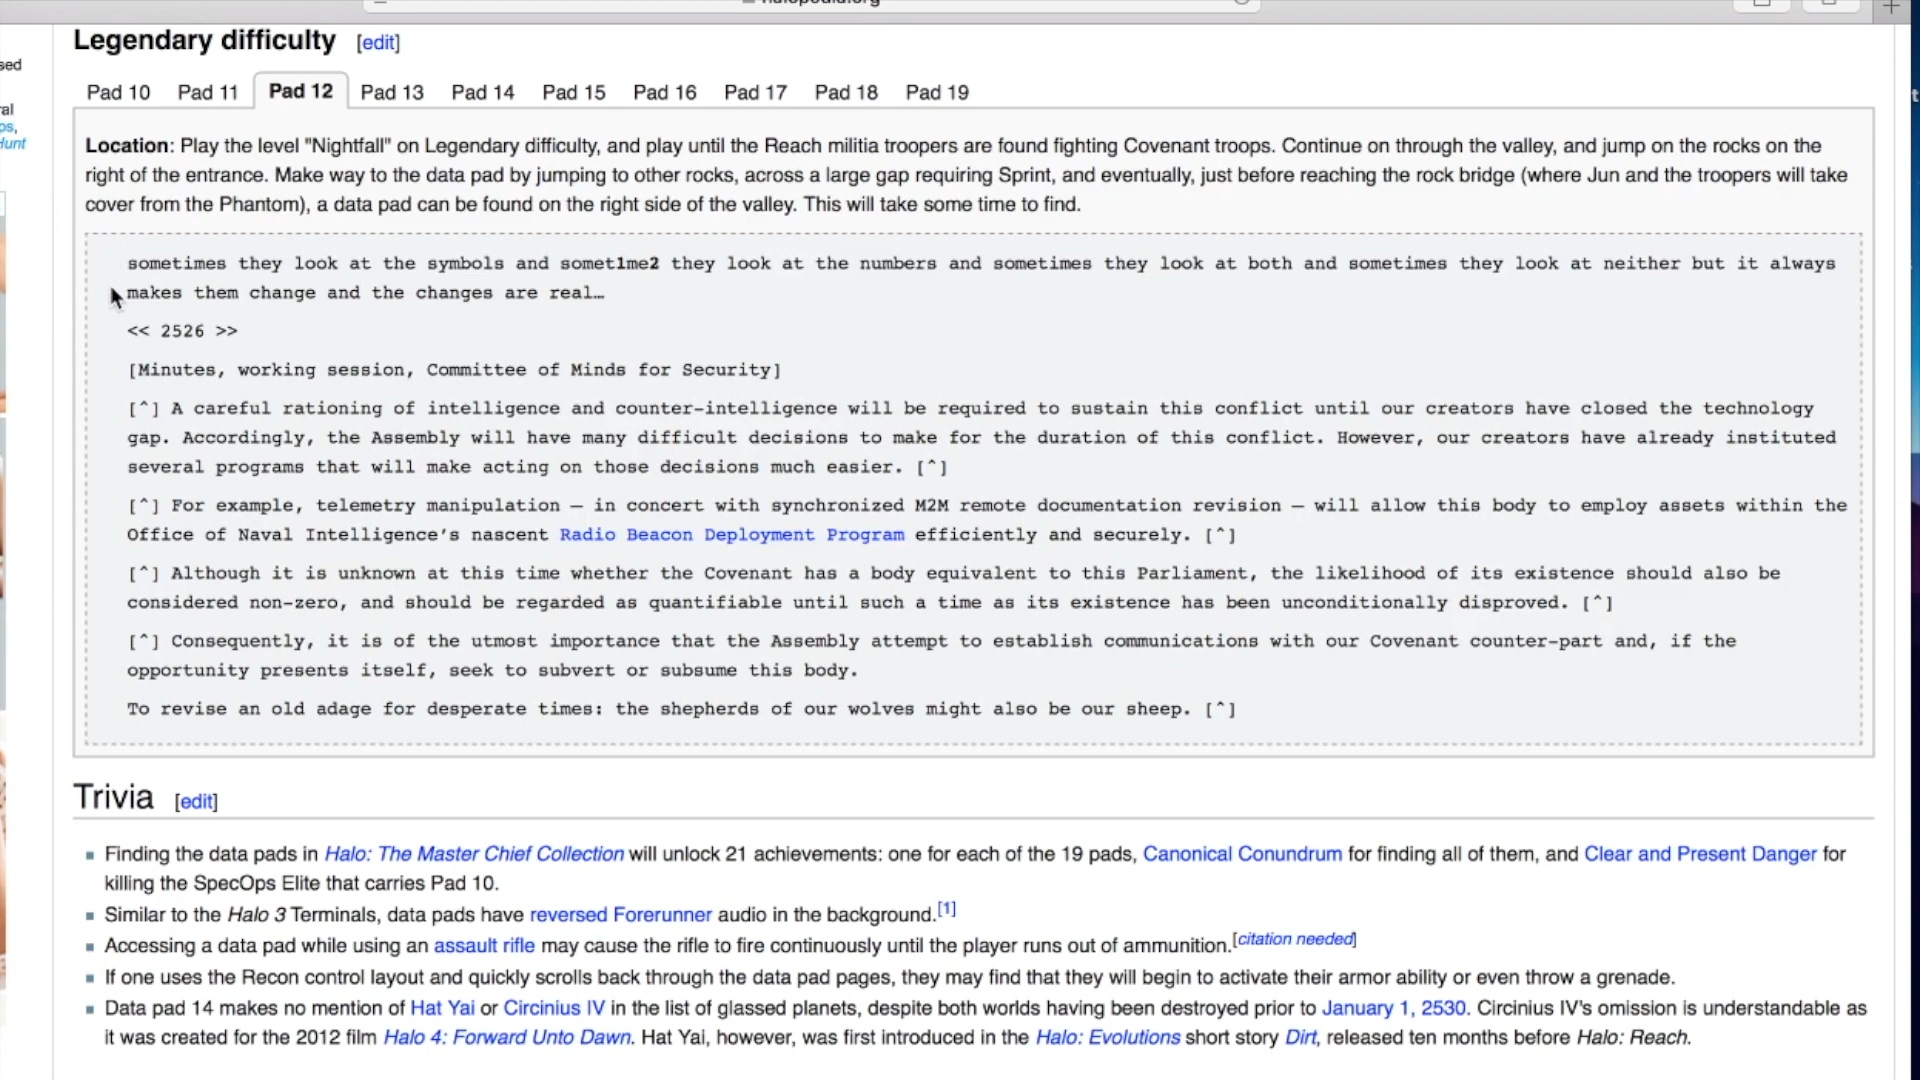 sed
Legendary difficulty [edit]
Pad 10 Pad 11 Pad 12 Pad 13 Pad 14 Pad 15 Pad 16 Pad 17 Pad 18 Pad 19
ral
ps,
Hunt
Location: Play the level "Nightfall" on Legendary difficulty, and play until the Reach militia troopers are found fighting Covenant troops. Continue on through the valley, and jump on the rocks on the
right of the entrance. Make way to the data pad by jumping to other rocks, across a large gap requiring Sprint, and eventually, just before reaching the rock bridge (where Jun and the troopers will take
cover from the Phantom), a data pad can be found on the right side of the valley. This will take some time to find.
sometimes they look at the symbols and somet1me2 they look at the numbers and sometimes they look at both and sometimes they look at neither but it always
makes them change and the changes are real…
<< 2526 >>
[Minutes, working session, Committee of Minds for Security]
[^] A careful rationing of intelligence and counter-intelligence will be required to sustain this conflict until our creators have closed the technology
gap. Accordingly, the Assembly will have many difficult decisions to make for the duration of this conflict. However, our creators have already instituted
several programs that will make acting on those decisions much easier. [^]
[^] For example, telemetry manipulation — in concert with synchronized M2M remote documentation revision — will allow this body to employ assets within the
Office of Naval Intelligence's nascent Radio Beacon Deployment Program efficiently and securely. [^]
[^] Although it is unknown at this time whether the Covenant has a body equivalent to this Parliament, the likelihood of its existence should also be
considered non-zero, and should be regarded as quantifiable until such a time as its existence has been unconditionally disproved. [^]
[^] Consequently, it is of the utmost importance that the Assembly attempt to establish communications with our Covenant counter-part and, if the
opportunity presents itself, seek to subvert or subsume this body.
To revise an old adage for desperate times: the shepherds of our wolves might also be our sheep. [^]
Trivia [edit]
Finding the data pads in Halo: The Master Chief Collection will unlock 21 achievements: one for each of the 19 pads, Canonical Conundrum for finding all of them, and Clear and Present Danger for
killing the SpecOps Elite that carries Pad 10.
Similar to the Halo 3 Terminals, data pads have reversed Forerunner audio in the background.[1]
Accessing a data pad while using an assault rifle may cause the rifle to fire continuously until the player runs out of ammunition.[citation needed]
If one uses the Recon control layout and quickly scrolls back through the data pad pages, they may find that they will begin to activate their armor ability or even throw a grenade.
Data pad 14 makes no mention of Hat Yai or Circinius IV in the list of glassed planets, despite both worlds having been destroyed prior to January 1, 2530. Circinius IV's omission is understandable as
it was created for the 2012 film Halo 4: Forward Unto Dawn. Hat Yai, however, was first introduced in the Halo: Evolutions short story Dirt, released ten months before Halo: Reach.